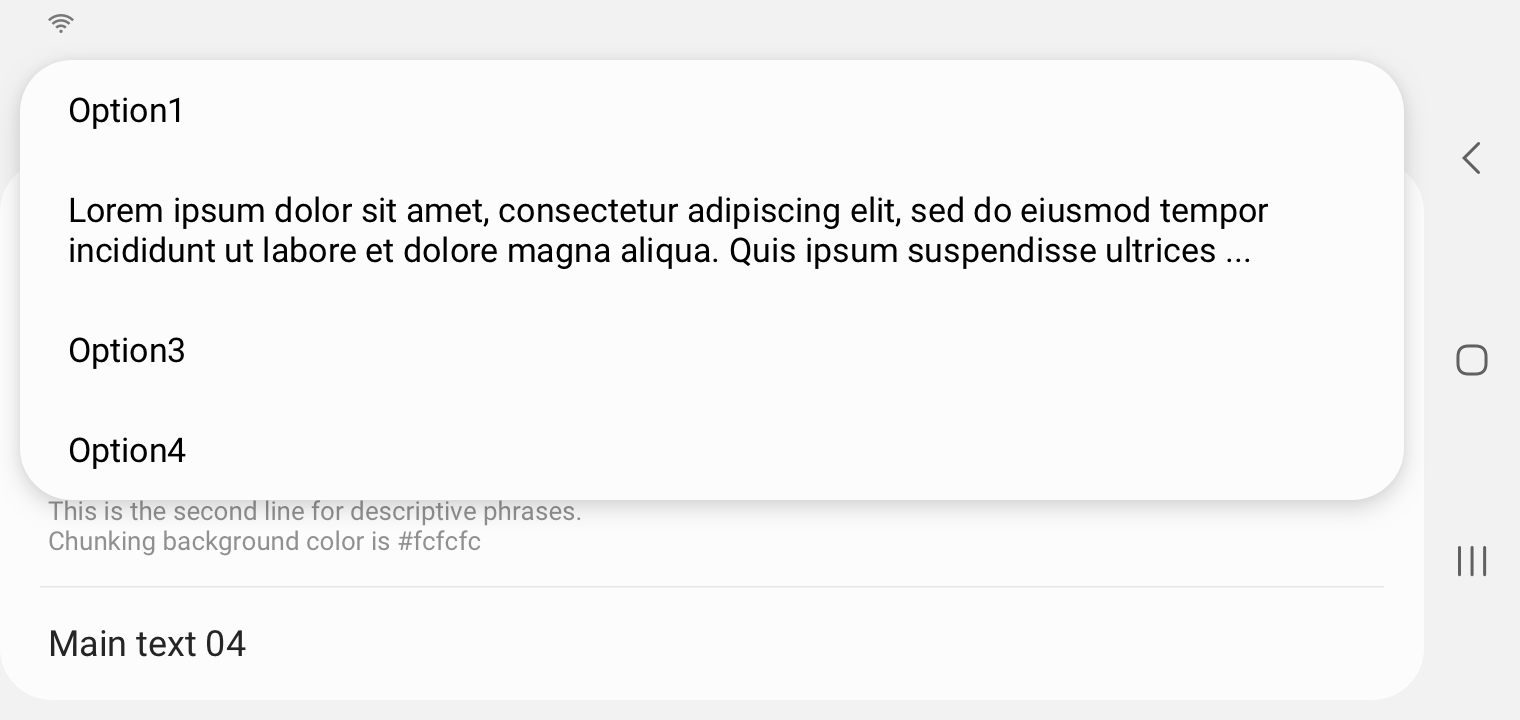 Option1
Lorem ipsum dolor sit amet, consectetur adipiscing elit, sed do eiusmod tempor
incididunt ut labore et dolore magna aliqua. Quis ipsum suspendisse ultrices ...
Option3
Option4
This is the second line for descriptive phrases.
Chunking background color is #fcfcfc
Main text 04